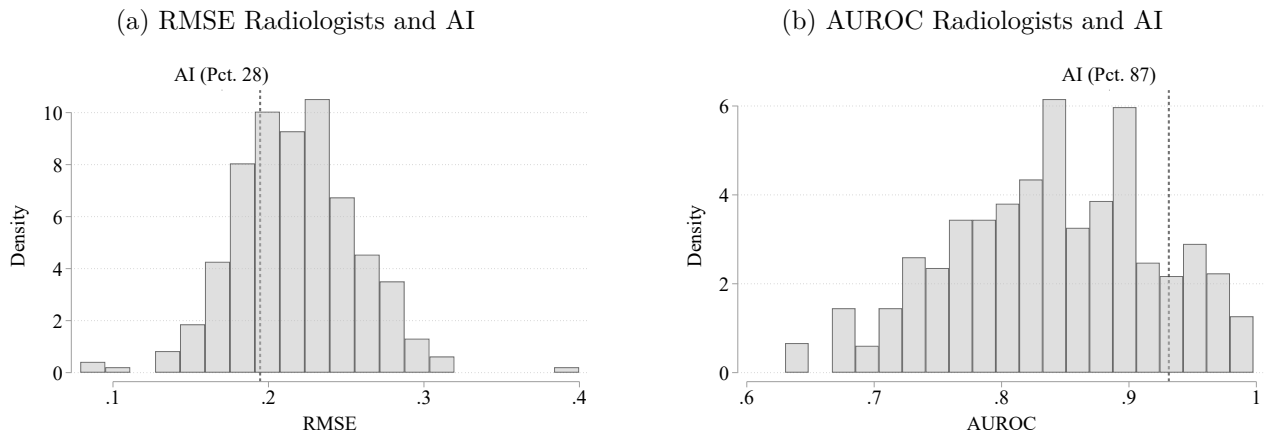 (a) RMSE Radiologists and AI
AI (Pct. 28)
10
8
6
4
2
0
Density
.1
.2
.3
.4
RMSE
(b) AUROC Radiologists and AI
AI (Pct. 87)
6
4
2
0
Density
.6
.7
.8
.9
1
AUROC